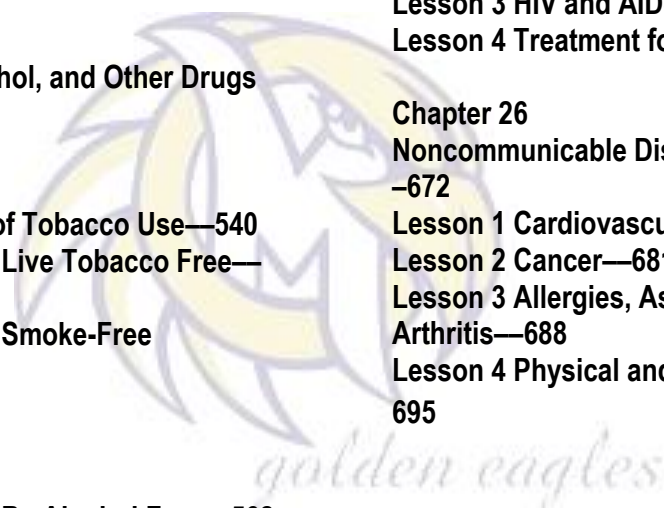 hol, and Other Drugs
of Tobacco Use—540
Live Tobacco Free—
Smoke-Free
Lesson 3 HIV and AID
Lesson 4 Treatment fo
Chapter 26
Noncommunicable Dis
–672
Lesson 1 Cardiovascu
Lesson 2 Cancer—681
Lesson 3 Allergies, As
Arthritis—688
Lesson 4 Physical and
695
golden eagles